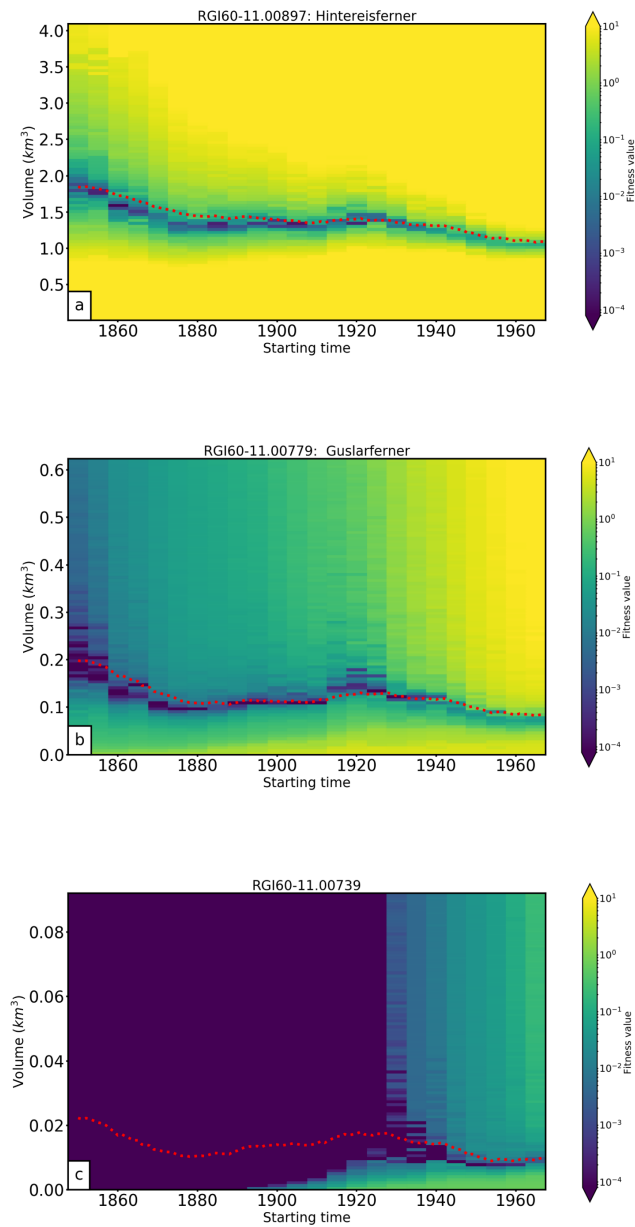 RGI60-11.00897: Hintereisferner
4.0
3.5
3.0
2.5
2.0
1.5
1.0
0.5
Volume (km³)
a
1860 1880 1900 1920 1940 1960
Starting time
10¹
10⁰
10⁻¹
10⁻²
10⁻³
10⁻⁴
Fitness value
RGI60-11.00779: Guslarferner
0.6
0.5
0.4
0.3
0.2
0.1
0.0
Volume (km³)
b
1860 1880 1900 1920 1940 1960
Starting time
10¹
10⁰
10⁻¹
10⁻²
10⁻³
10⁻⁴
Fitness value
RGI60-11.00739
0.08
0.06
0.04
0.02
0.00
Volume (km³)
c
1860 1880 1900 1920 1940 1960
Starting time
10¹
10⁰
10⁻¹
10⁻²
10⁻³
10⁻⁴
Fitness value